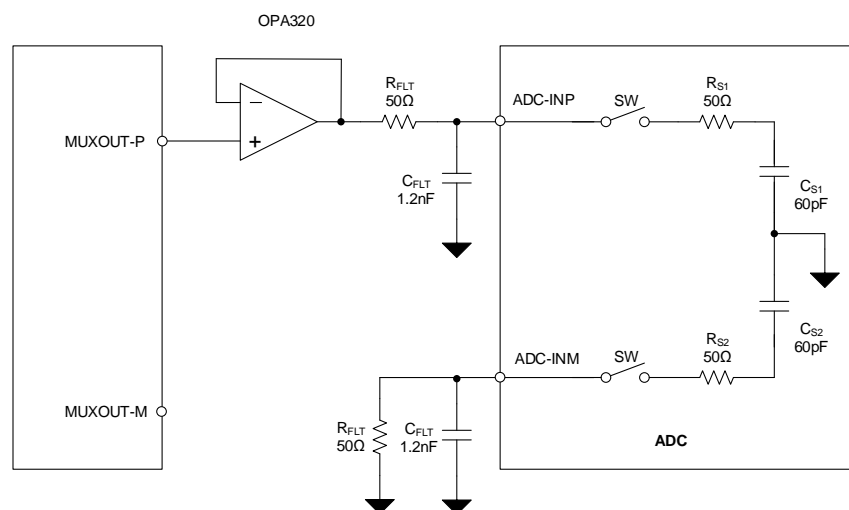 OPA320
MUXOUT-P
−
+
R_FLT
50Ω
C_FLT
1.2nF
ADC-INP
SW
R_S1
50Ω
C_S1
60pF
C_S2
60pF
ADC-INM
SW
R_S2
50Ω
MUXOUT-M
R_FLT
50Ω
C_FLT
1.2nF
ADC